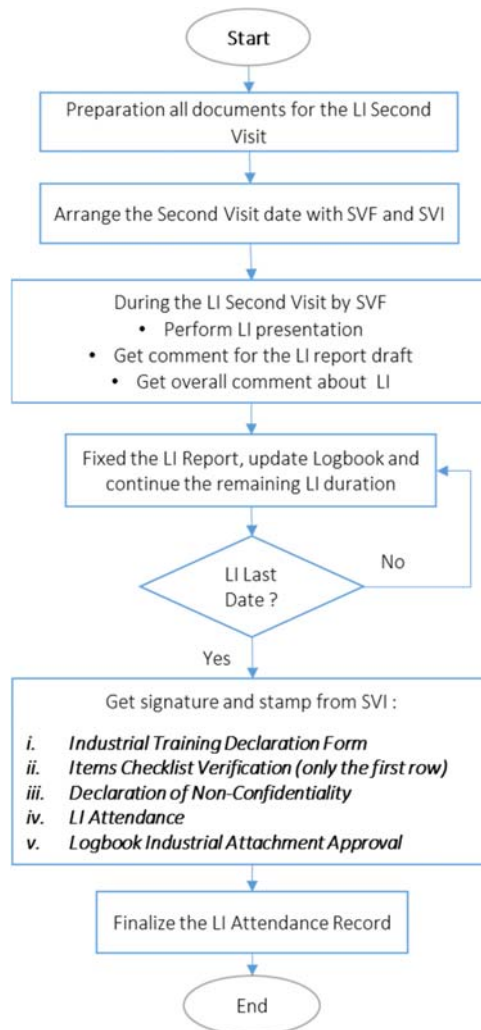 Start
Preparation all documents for the LI Second
Visit
Arrange the Second Visit date with SVF and SVI
During the LI Second Visit by SVF
• Perform LI presentation
• Get comment for the LI report draft
• Get overall comment about LI
Fixed the LI Report, update Logbook and
continue the remaining LI duration
LI Last
Date ?
No
Yes
Get signature and stamp from SVI :
i. Industrial Training Declaration Form
ii. Items Checklist Verification (only the first row)
iii. Declaration of Non-Confidentiality
iv. LI Attendance
v. Logbook Industrial Attachment Approval
Finalize the LI Attendance Record
End